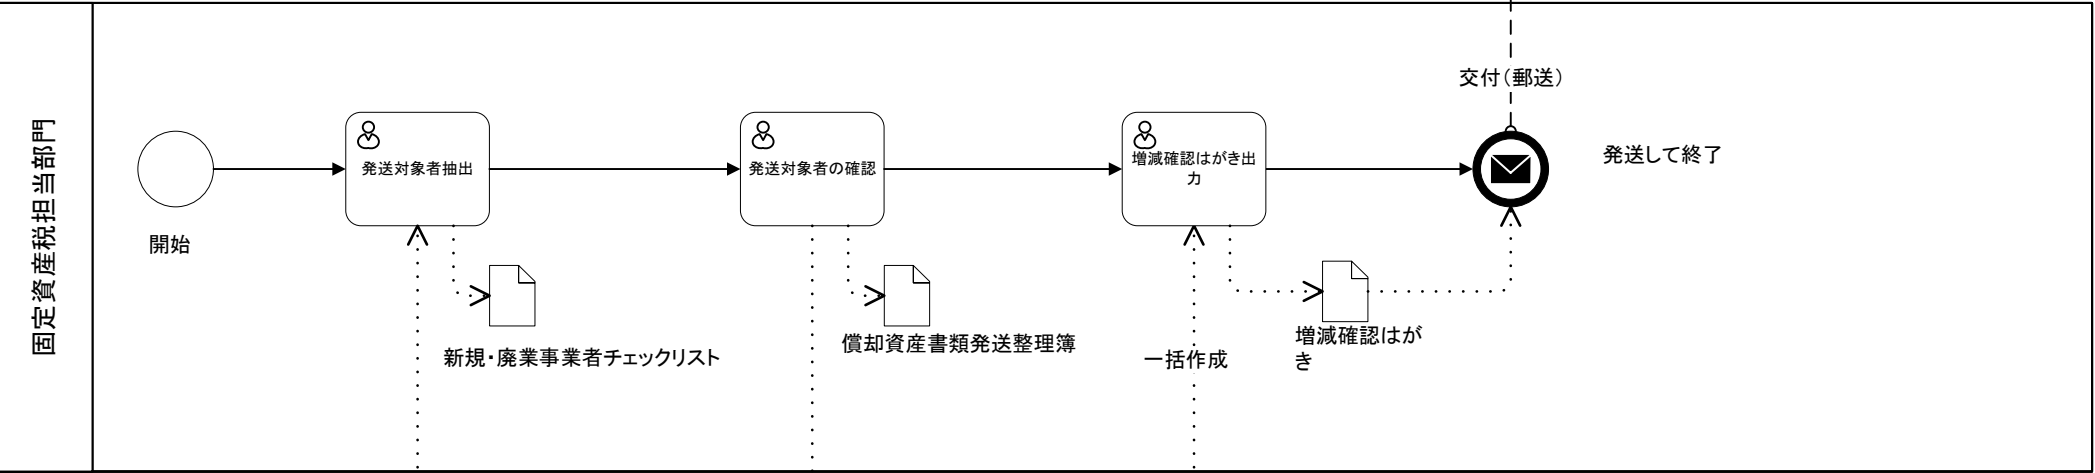 固定資産税担当部門
交付（郵送）
開始
発送対象者抽出
発送対象者の確認
増減確認はがき出
力
発送して終了
新規・廃業事業者チェックリスト
償却資産書類発送整理簿
一括作成
増減確認はが
き